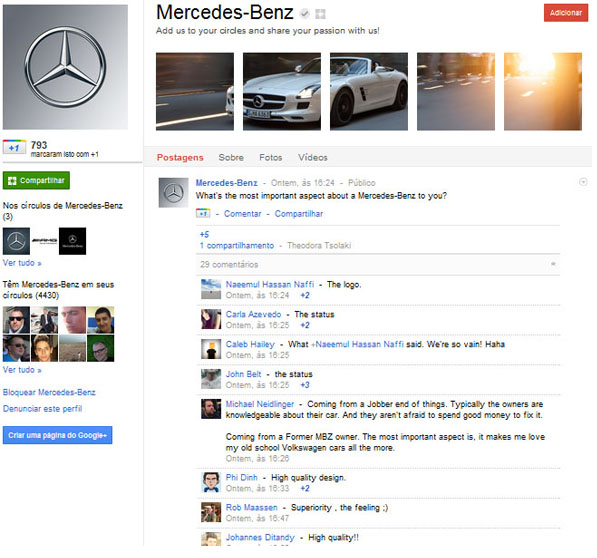 Mercedes-Benz
Add us to your circles and share your passion with us!
Adicionar
+1 793
marcaram isto com +1
Compartilhar
Nos círculos de Mercedes-Benz
(3)
AMG
Ver tudo »
Têm Mercedes-Benz em seus
círculos (4430)
Ver tudo »
Bloquear Mercedes-Benz
Denunciar este perfil
Criar uma página do Google+
Postagens Sobre Fotos Vídeos
Mercedes-Benz - Ontem, às 16:24 - Público
What's the most important aspect about a Mercedes-Benz to you?
+1 - Comentar - Compartilhar
+5
1 compartilhamento - Theodora Tsolaki
29 comentários
Naeemul Hassan Naffi - The logo.
Ontem, às 16:24 +2
Carla Azevedo - The status
Ontem, às 16:25 +2
Caleb Hailey - What +Naeemul Hassan Naffi said. We're so vain! Haha
Ontem, às 16:25
John Belt - the status
Ontem, às 16:25 +3
Michael Neidlinger - Coming from a Jobber end of things. Typically the owners are
knowledgeable about their car. And they aren't afraid to spend good money to fix it.
Coming from a Former MBZ owner. The most important aspect is, it makes me love
my old school Volkswagen cars all the more.
Ontem, às 16:26
Phi Dinh - High quality design.
Ontem, às 16:33 +2
Rob Maassen - Superiority , the feeling ;)
Ontem, às 16:47
Johannes Ditandy - High quality!!